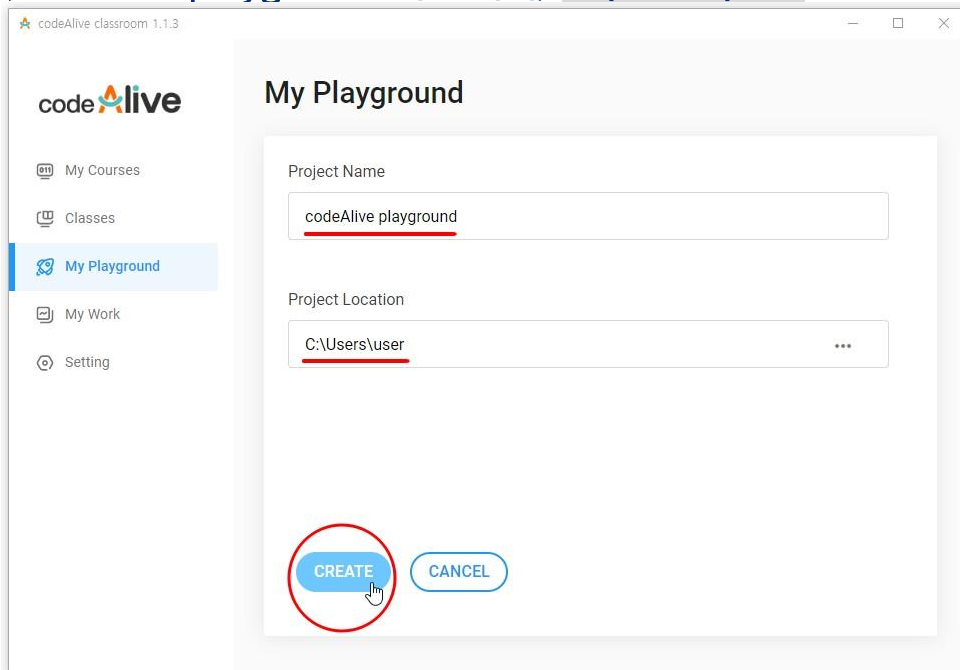 codeAlive classroom 1.1.3
codeAlive
My Courses
Classes
My Playground
My Work
Setting
My Playground
Project Name
codeAlive playground
Project Location
C:\Users\user
•••
CREATE
CANCEL